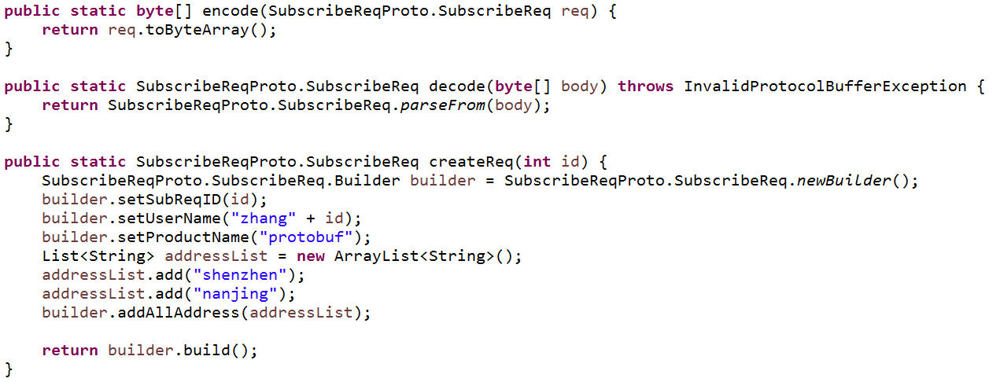 public static byte[] encode(SubscribeReqProto.SubscribeReq req) {
    return req.toByteArray();
}

public static SubscribeReqProto.SubscribeReq decode(byte[] body) throws InvalidProtocolBufferException {
    return SubscribeReqProto.SubscribeReq.parseFrom(body);
}

public static SubscribeReqProto.SubscribeReq createReq(int id) {
    SubscribeReqProto.SubscribeReq.Builder builder = SubscribeReqProto.SubscribeReq.newBuilder();
    builder.setSubReqID(id);
    builder.setUserName("zhang" + id);
    builder.setProductName("protobuf");
    List<String> addressList = new ArrayList<String>();
    addressList.add("shenzhen");
    addressList.add("nanjing");
    builder.addAllAddress(addressList);

    return builder.build();
}